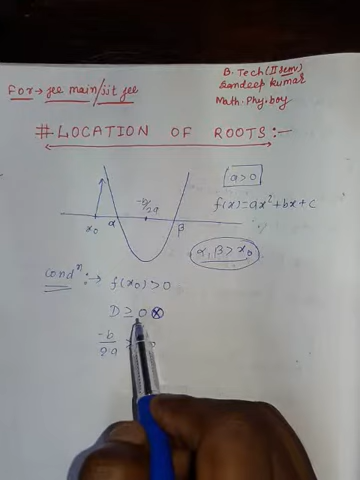 B. Tech (II sem)
Sandeep kumar
Math. Phy. boy
For → jee main/iit jee
# LOCATION OF ROOTS :-
a>0
f(x)=ax²+bx+c
-b/2a
x₀ α β
α, β > x₀
Condⁿ :→ f(x₀) > 0
D ≥ 0 ⊗
-b/2a >